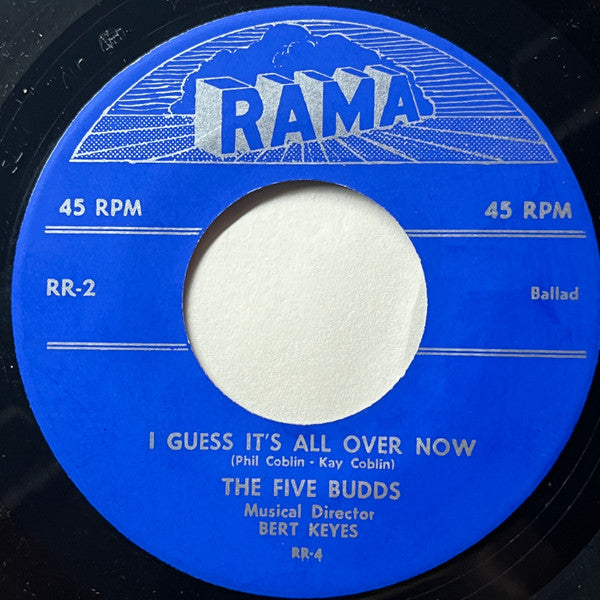 RAMA
45 RPM 45 RPM
RR-2 Ballad
I GUESS IT'S ALL OVER NOW
(Phil Coblin - Kay Coblin)
THE FIVE BUDDS
Musical Director
BERT KEYES
RR-4